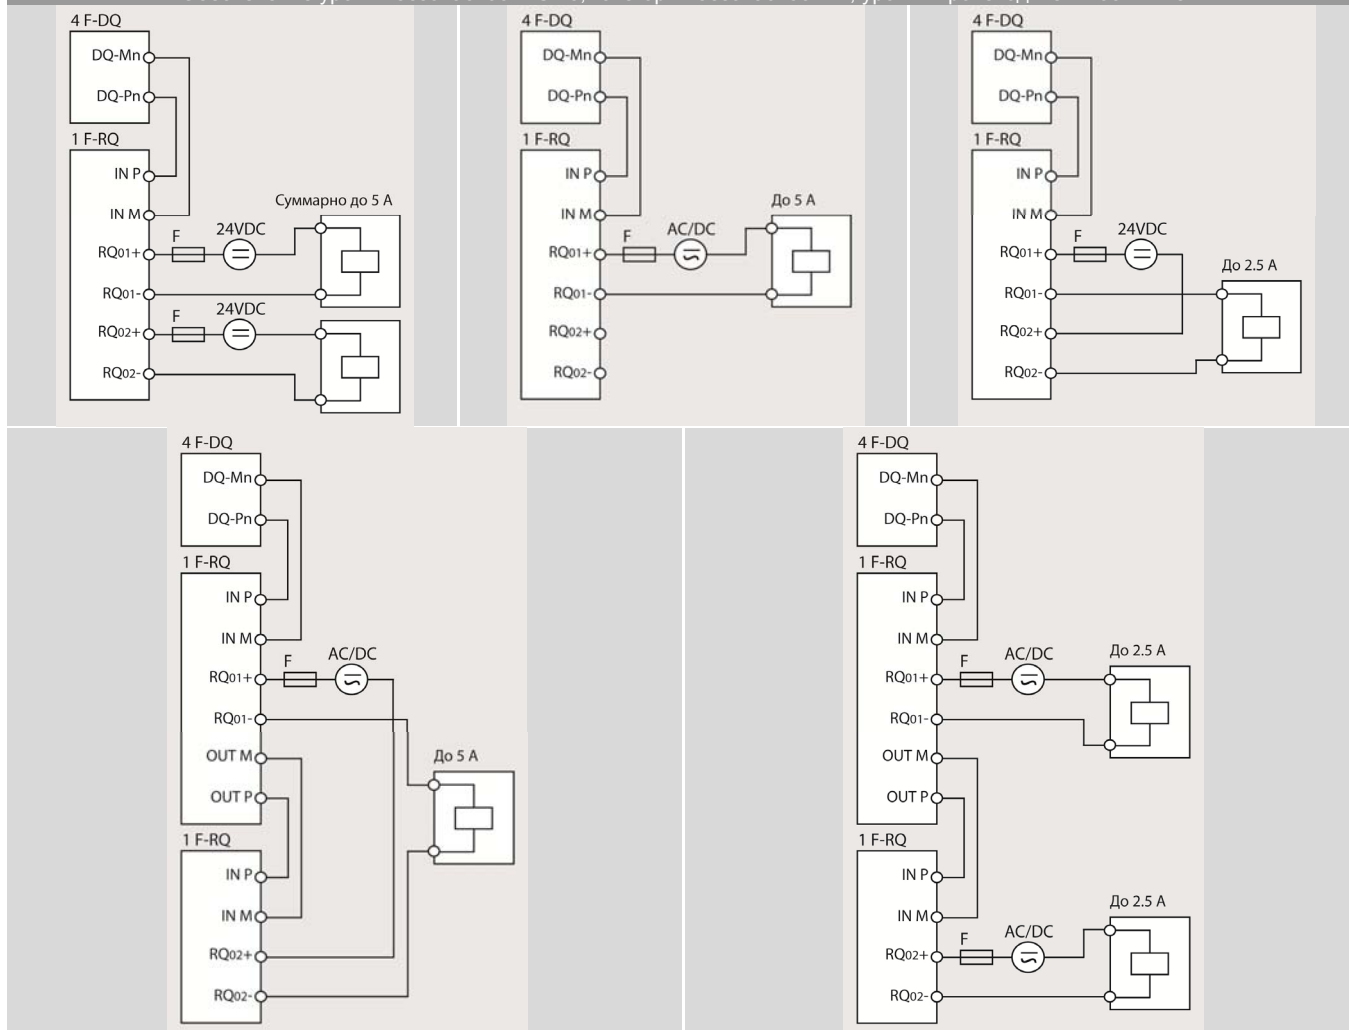 4 F-DQ
DQ-Mn
DQ-Pn
1 F-RQ
IN P
IN M
RQ01+
RQ01-
RQ02+
RQ02-
F
24VDC
F
24VDC
Суммарно до 5 А
4 F-DQ
DQ-Mn
DQ-Pn
1 F-RQ
IN P
IN M
RQ01+
RQ01-
RQ02+
RQ02-
F
AC/DC
До 5 А
4 F-DQ
DQ-Mn
DQ-Pn
1 F-RQ
IN P
IN M
RQ01+
RQ01-
RQ02+
RQ02-
F
24VDC
До 2.5 А
4 F-DQ
DQ-Mn
DQ-Pn
1 F-RQ
IN P
IN M
RQ01+
RQ01-
OUT M
OUT P
F
AC/DC
До 5 А
1 F-RQ
IN P
IN M
RQ02+
RQ02-
4 F-DQ
DQ-Mn
DQ-Pn
1 F-RQ
IN P
IN M
RQ01+
RQ01-
OUT M
OUT P
F
AC/DC
До 2.5 А
1 F-RQ
IN P
IN M
RQ02+
RQ02-
F
AC/DC
До 2.5 А